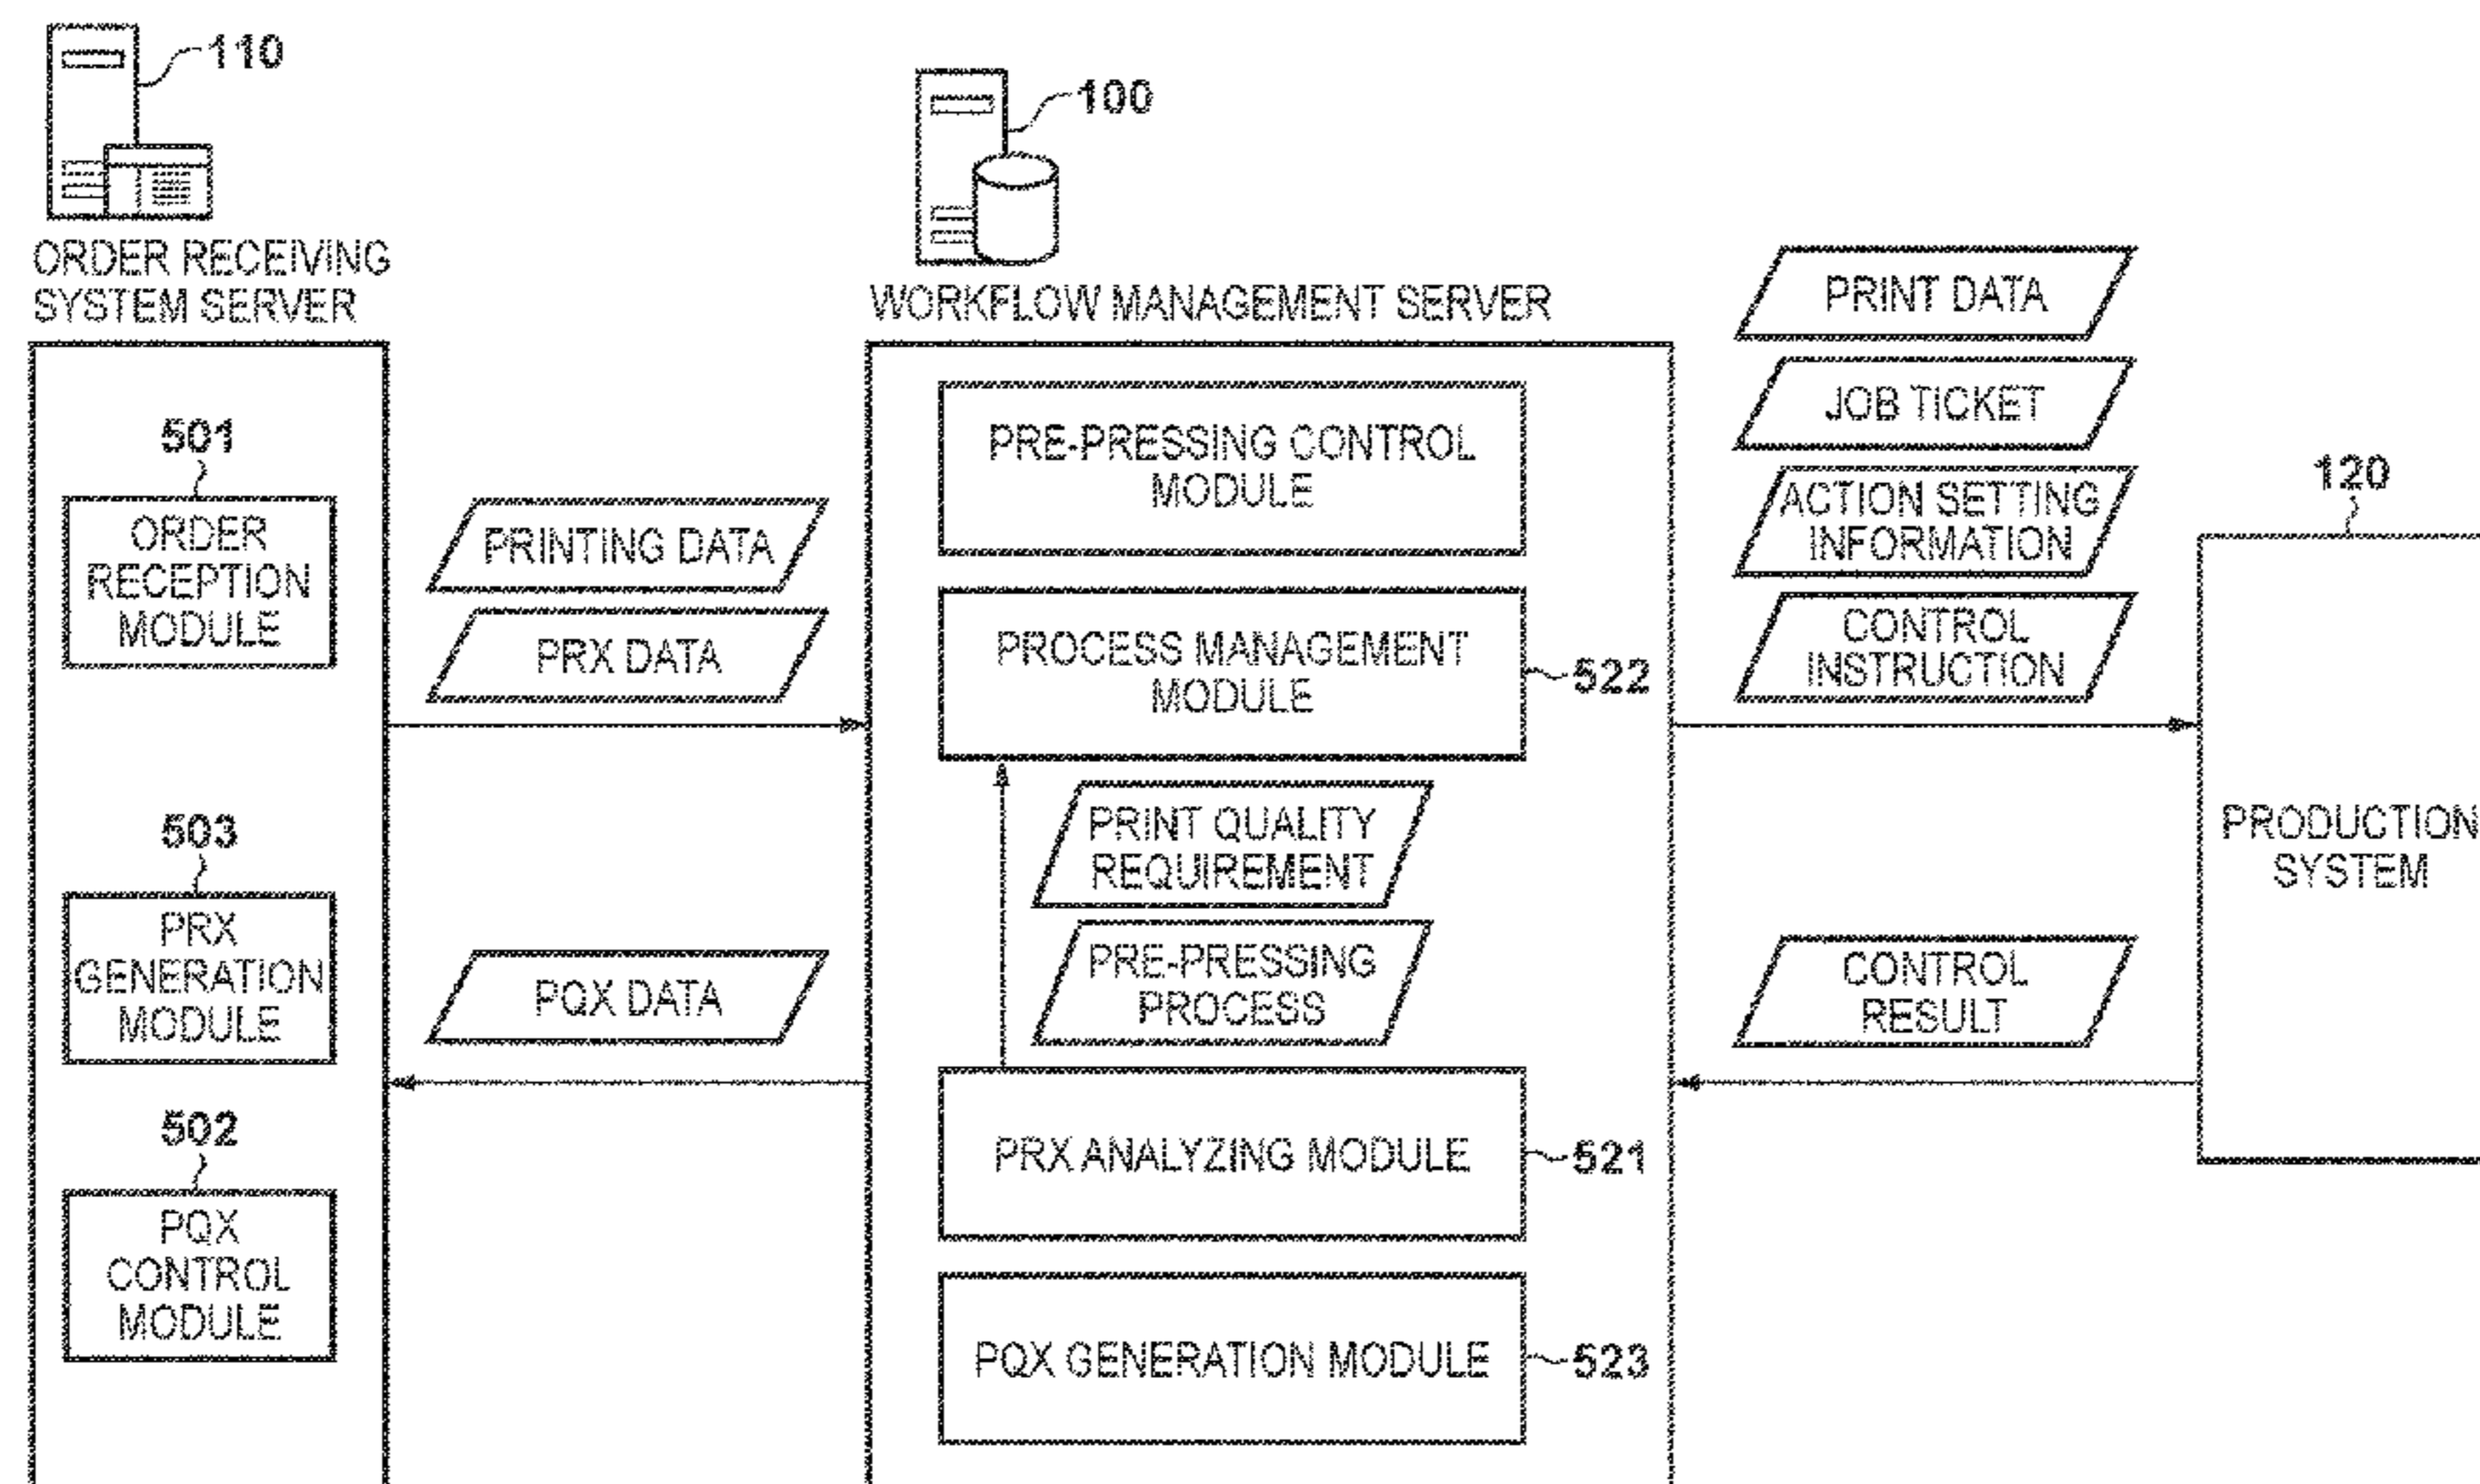 110
ORDER RECEIVING
SYSTEM SERVER
501
ORDER
RECEPTION
MODULE
503
PRX
GENERATION
MODULE
502
PQX
CONTROL
MODULE
PRINTING DATA
PRX DATA
PQX DATA
100
WORKFLOW MANAGEMENT SERVER
PRE-PRESSING CONTROL
MODULE
PROCESS MANAGEMENT
MODULE
522
PRINT QUALITY
REQUIREMENT
PRE-PRESSING
PROCESS
PRX ANALYZING MODULE
521
PQX GENERATION MODULE
523
PRINT DATA
JOB TICKET
ACTION SETTING
INFORMATION
CONTROL
INSTRUCTION
CONTROL
RESULT
120
PRODUCTION
SYSTEM